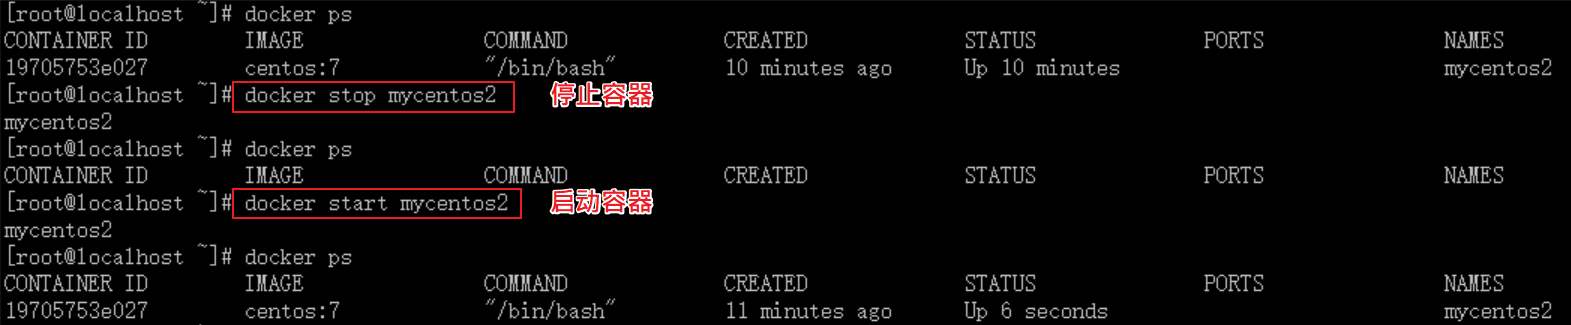 [root@localhost ~]# docker ps
CONTAINER ID IMAGE COMMAND CREATED STATUS PORTS NAMES
19705753e027 centos:7 "/bin/bash" 10 minutes ago Up 10 minutes mycentos2
[root@localhost ~]# docker stop mycentos2 停止容器
mycentos2
[root@localhost ~]# docker ps
CONTAINER ID IMAGE COMMAND CREATED STATUS PORTS NAMES
[root@localhost ~]# docker start mycentos2 启动容器
mycentos2
[root@localhost ~]# docker ps
CONTAINER ID IMAGE COMMAND CREATED STATUS PORTS NAMES
19705753e027 centos:7 "/bin/bash" 11 minutes ago Up 6 seconds mycentos2